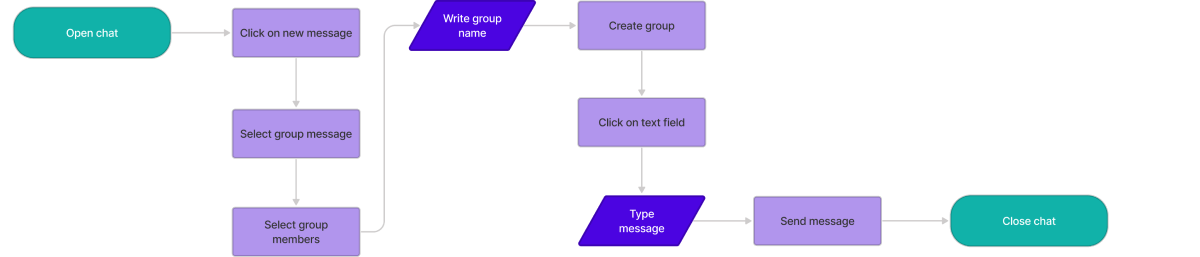 Open chat
Click on new message
Select group message
Select group
members
Write group
name
Create group
Click on text field
Type
message
Send message
Close chat